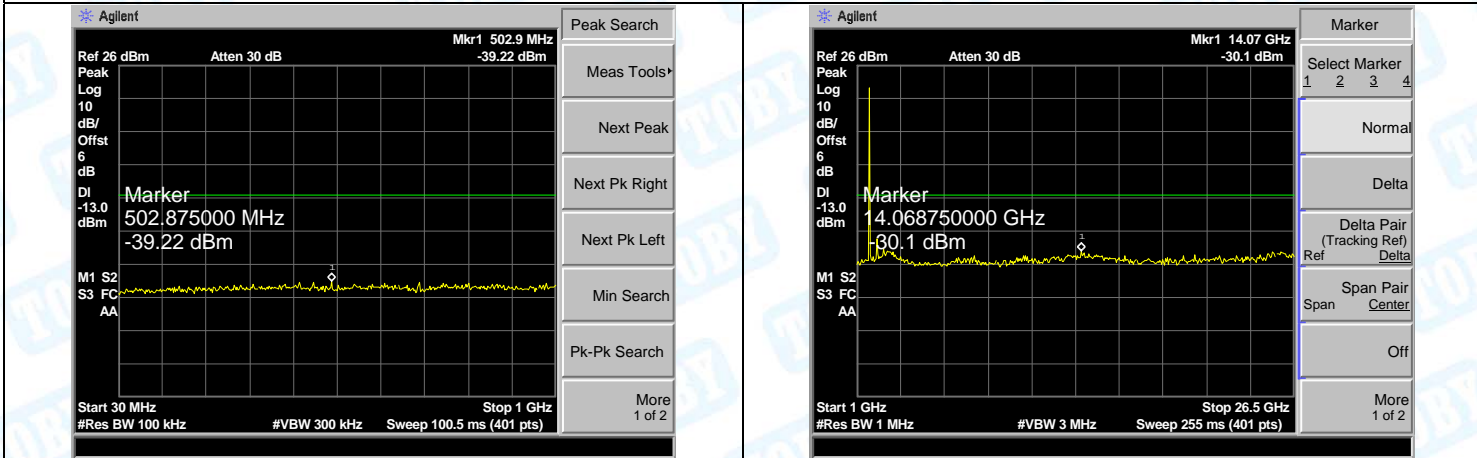 Agilent
Peak Search
Mkr1 502.9 MHz
Ref 26 dBm Atten 30 dB -39.22 dBm
Peak
Log
10
dB/
Offst
6
dB
DI
-13.0
dBm
Marker
502.875000 MHz
-39.22 dBm
1
M1 S2
S3 FC
AA
Start 30 MHz Stop 1 GHz
#Res BW 100 kHz #VBW 300 kHz Sweep 100.5 ms (401 pts)
Meas Tools
Next Peak
Next Pk Right
Next Pk Left
Min Search
Pk-Pk Search
More
1 of 2
Agilent
Marker
Mkr1 14.07 GHz
Ref 26 dBm Atten 30 dB -30.1 dBm
Peak
Log
10
dB/
Offst
6
dB
DI
-13.0
dBm
Marker
14.068750000 GHz
-30.1 dBm
1
M1 S2
S3 FC
AA
Start 1 GHz Stop 26.5 GHz
#Res BW 1 MHz #VBW 3 MHz Sweep 255 ms (401 pts)
Select Marker
1 2 3 4
Normal
Delta
Delta Pair
(Tracking Ref)
Ref Delta
Span Pair
Span Center
Off
More
1 of 2
TOBY